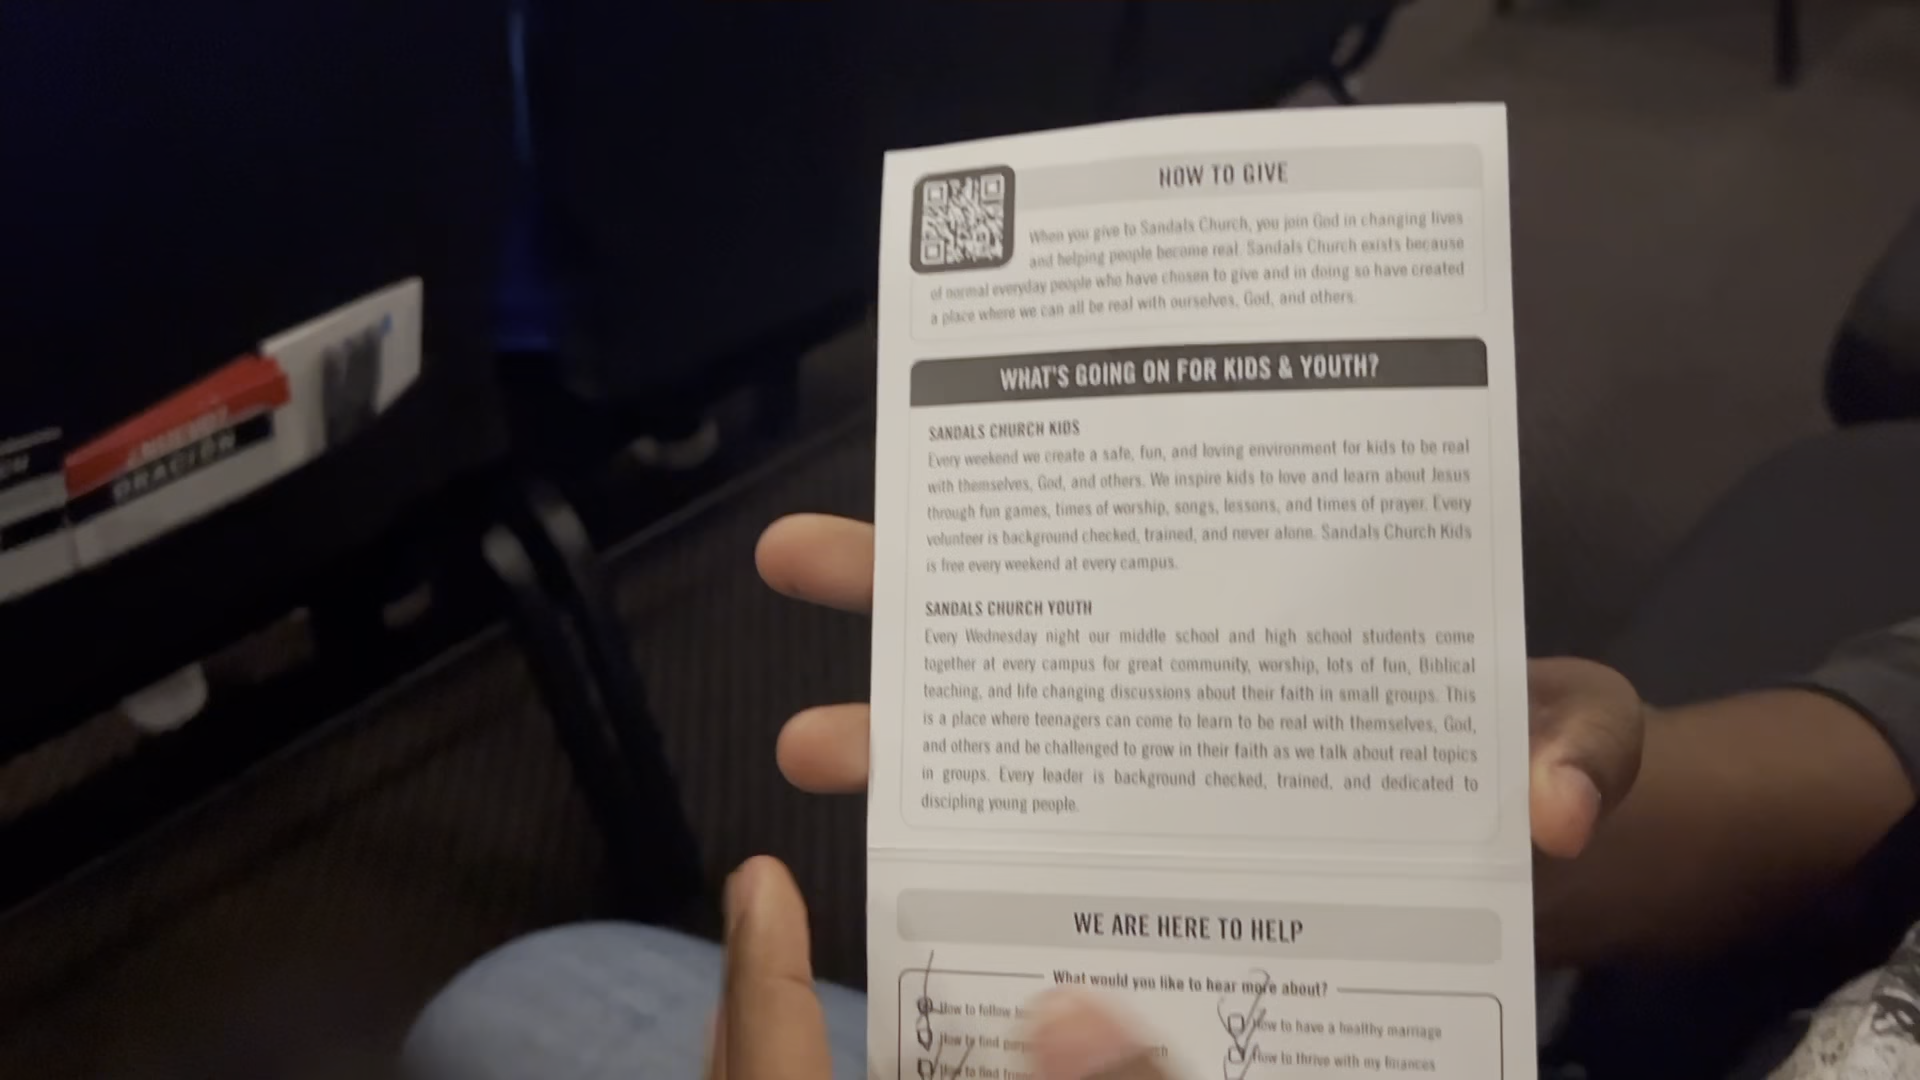 HOW TO GIVE
When you give to Sandals Church, you join God in changing lives
and helping people become real. Sandals Church exists because
of normal everyday people who have chosen to give and in doing so have created
a place where we can all be real with ourselves, God, and others.
WHAT'S GOING ON FOR KIDS & YOUTH?
SANDALS CHURCH KIDS
Every weekend we create a safe, fun, and loving environment for kids to be real
with themselves, God, and others. We inspire kids to love and learn about Jesus
through fun games, times of worship, songs, lessons, and times of prayer. Every
volunteer is background checked, trained, and never alone. Sandals Church Kids
is free every weekend at every campus.
SANDALS CHURCH YOUTH
Every Wednesday night our middle school and high school students come
together at every campus for great community, worship, lots of fun, Biblical
teaching, and life changing discussions about their faith in small groups. This
is a place where teenagers can come to learn to be real with themselves, God,
and others and be challenged to grow in their faith as we talk about real topics
in groups. Every leader is background checked, trained, and dedicated to
discipling young people.
WE ARE HERE TO HELP
What would you like to hear more about?
How to follow
How to find
How to find
How to have a healthy marriage
How to thrive with my finances
ORACIÓN